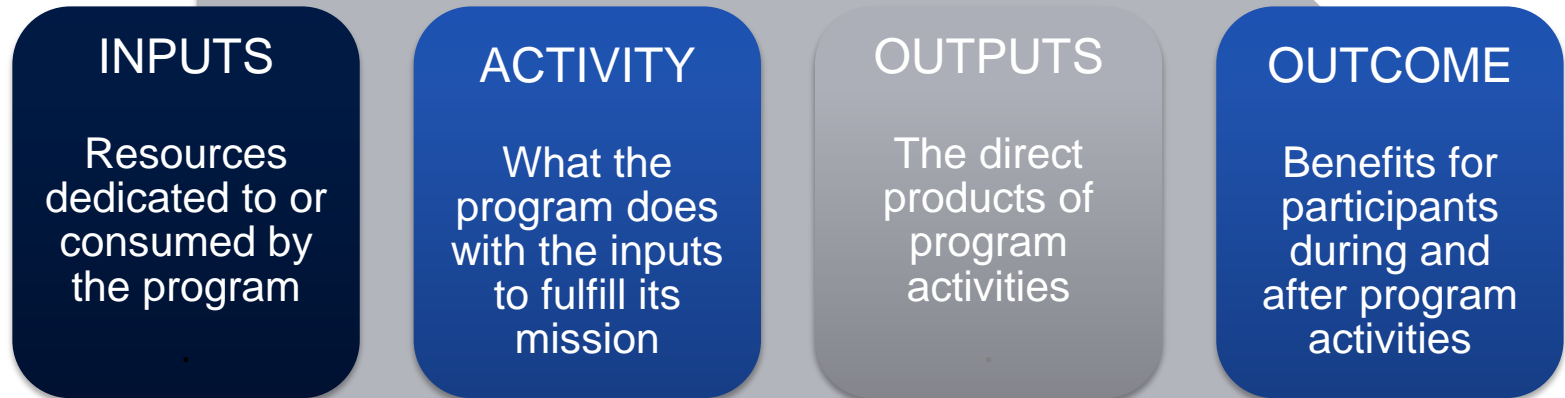 INPUTS
Resources
dedicated to or
consumed by
the program
.
ACTIVITY
What the
program does
with the inputs
to fulfill its
mission
OUTPUTS
The direct
products of
program
activities
.
OUTCOME
Benefits for
participants
during and
after program
activities